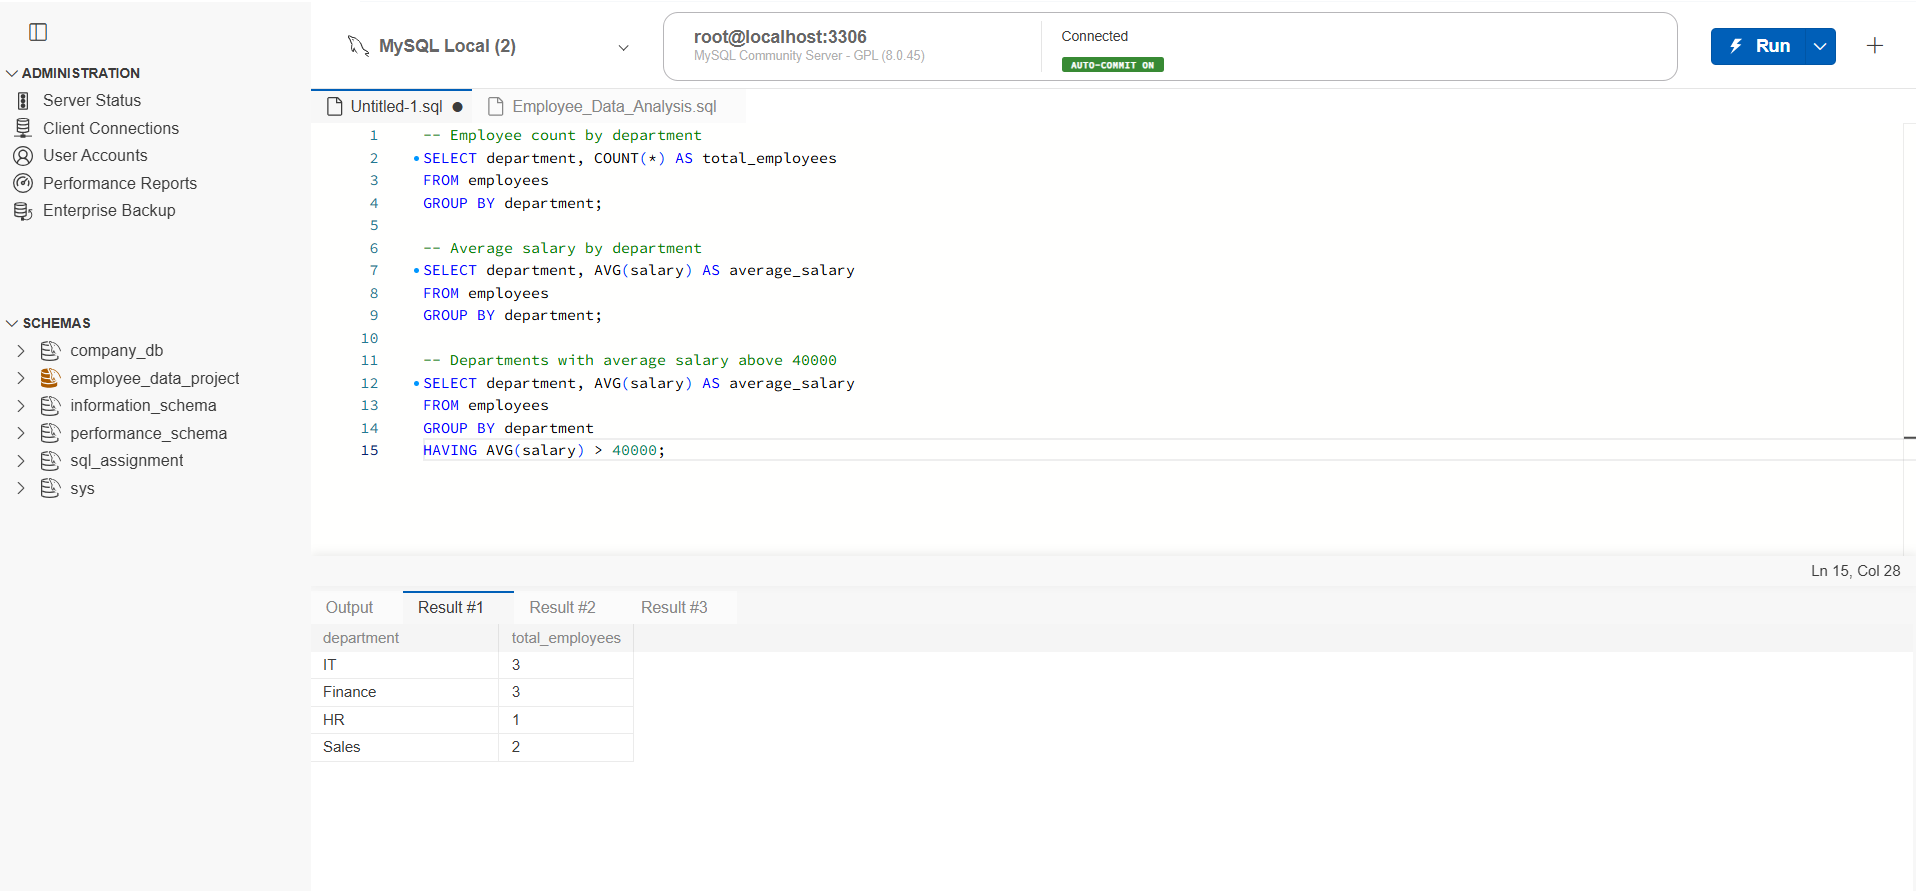 MySQL Local (2)
root@localhost:3306
MySQL Community Server - GPL (8.0.45)
Connected
AUTO-COMMIT ON
Run
ADMINISTRATION
Server Status
Client Connections
User Accounts
Performance Reports
Enterprise Backup
SCHEMAS
company_db
employee_data_project
information_schema
performance_schema
sql_assignment
sys
Untitled-1.sql
Employee_Data_Analysis.sql
1 -- Employee count by department
2 SELECT department, COUNT(*) AS total_employees
3 FROM employees
4 GROUP BY department;
5
6 -- Average salary by department
7 SELECT department, AVG(salary) AS average_salary
8 FROM employees
9 GROUP BY department;
10
11 -- Departments with average salary above 40000
12 SELECT department, AVG(salary) AS average_salary
13 FROM employees
14 GROUP BY department
15 HAVING AVG(salary) > 40000;
Ln 15, Col 28
Output Result #1 Result #2 Result #3
department total_employees
IT 3
Finance 3
HR 1
Sales 2